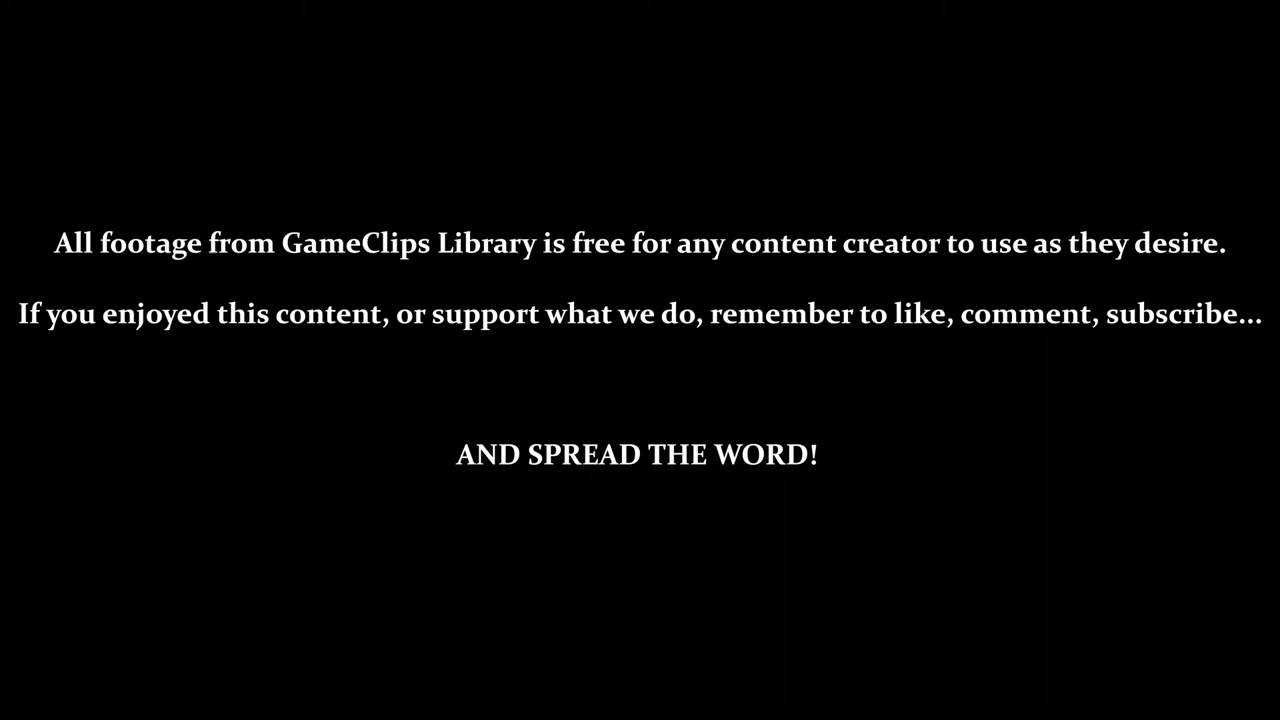 All footage from GameClips Library is free for any content creator to use as they desire.
If you enjoyed this content, or support what we do, remember to like, comment, subscribe...
AND SPREAD THE WORD!